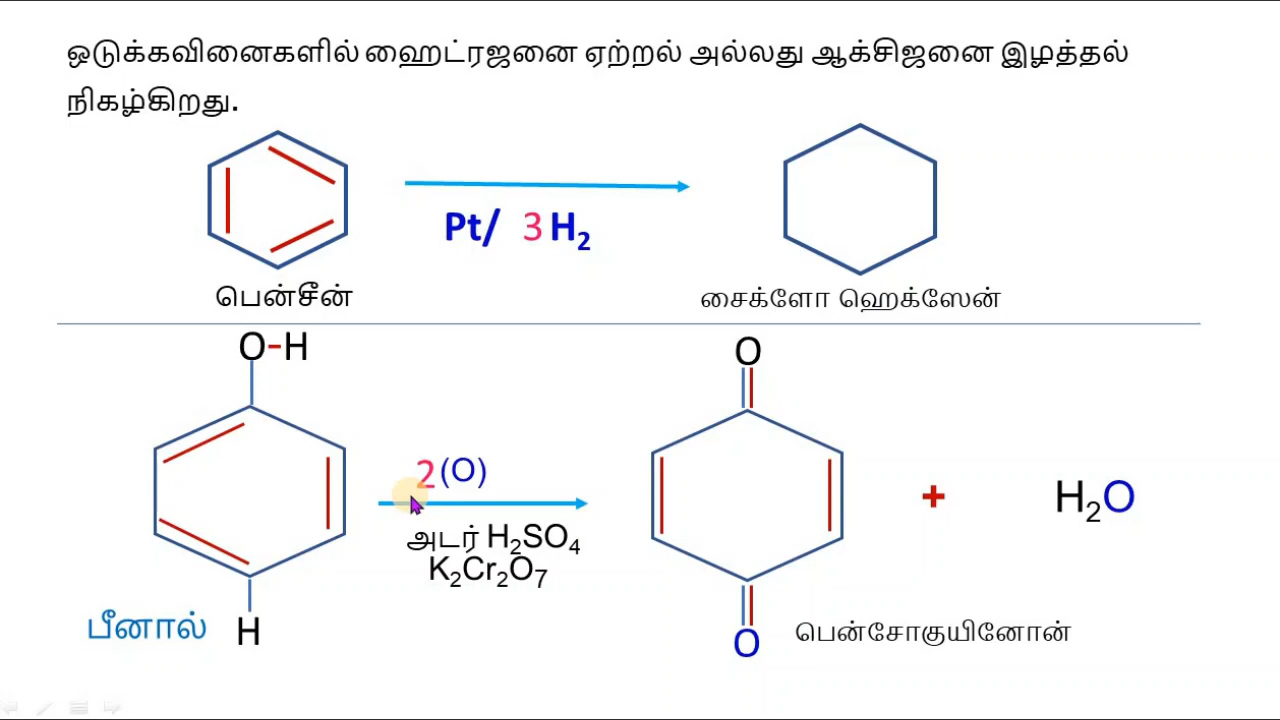 ஒடுக்கவினைகளில் ஹைட்ரஜனை ஏற்றல் அல்லது ஆக்சிஜனை இழத்தல்
நிகழ்கிறது.
Pt/ 3 H₂
பென்சீன்
சைக்ளோ ஹெக்ஸேன்
O-H
O
2 (O)
+
H₂O
அடர் H₂SO₄
K₂Cr₂O₇
பீனால்
H
O
பென்சோகுயினோன்